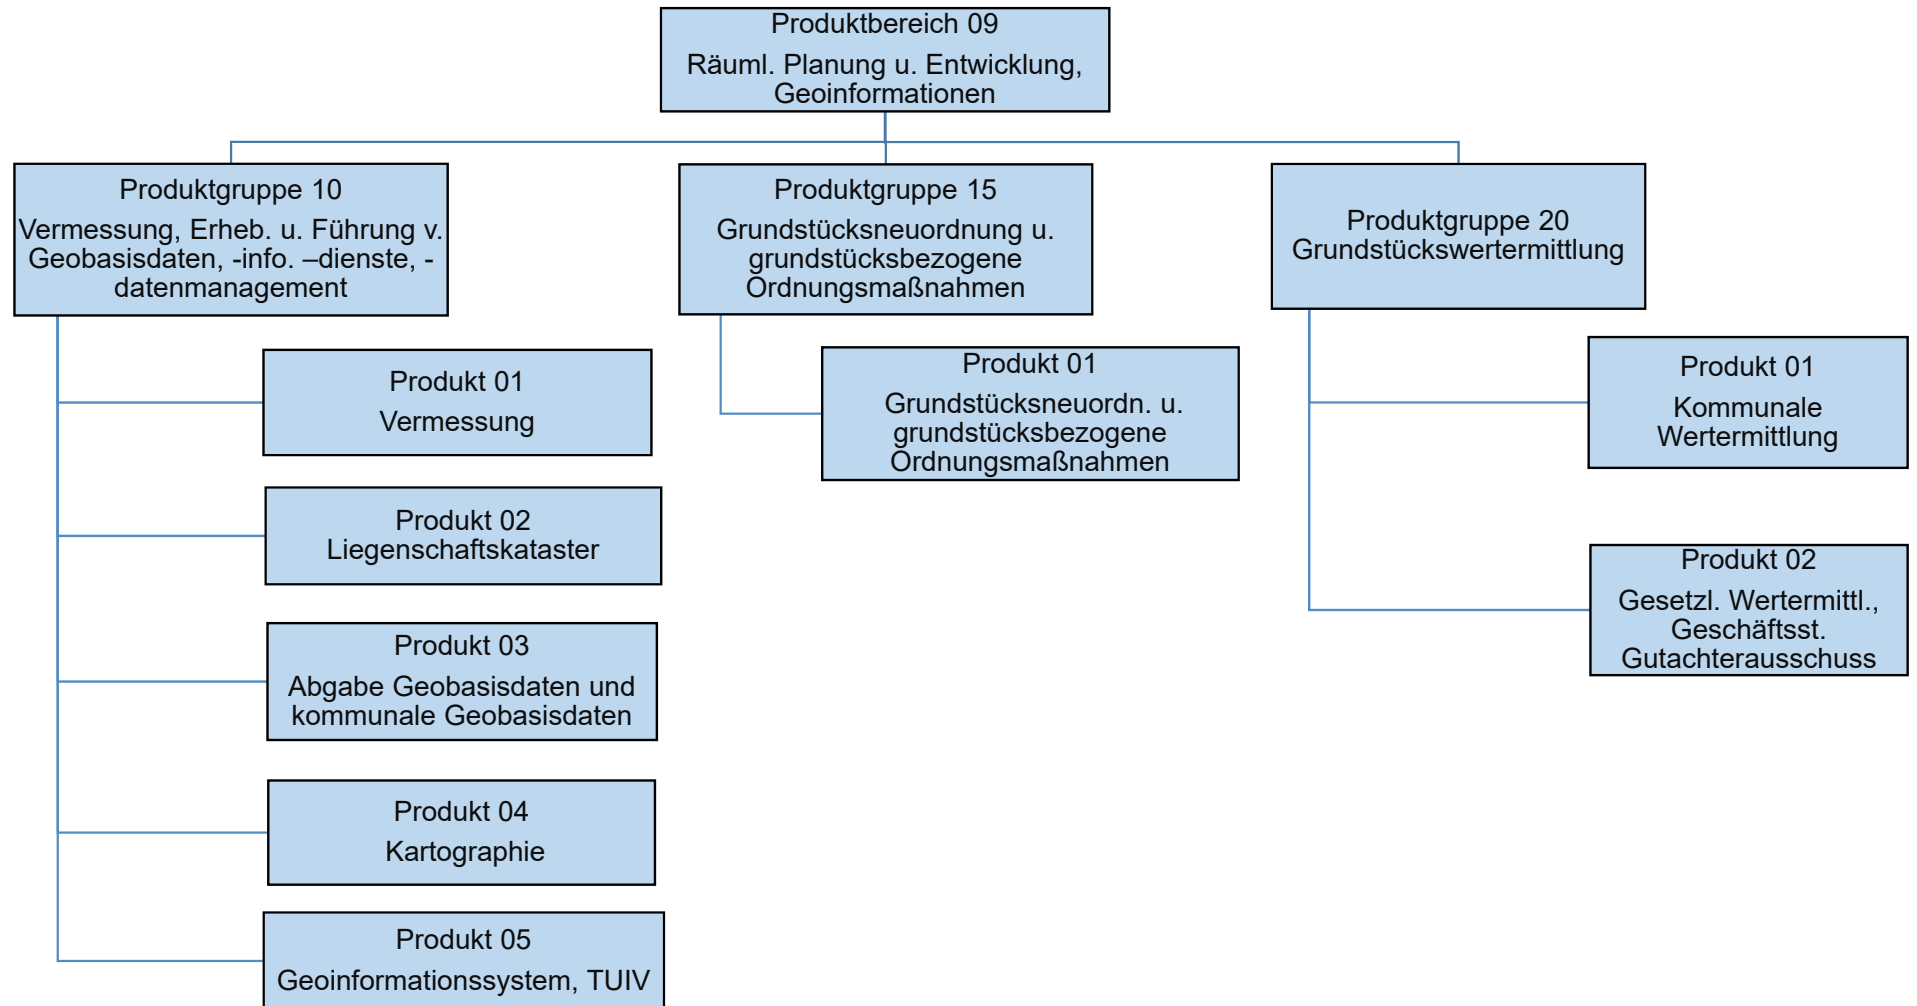 Produktbereich 09
Räuml. Planung u. Entwicklung,
Geoinformationen
Produktgruppe 10
Vermessung, Erheb. u. Führung v.
Geobasisdaten, -info. –dienste, -
datenmanagement
Produkt 01
Vermessung
Produkt 02
Liegenschaftskataster
Produkt 03
Abgabe Geobasisdaten und
kommunale Geobasisdaten
Produkt 04
Kartographie
Produkt 05
Geoinformationssystem, TUIV
Produktgruppe 15
Grundstücksneuordnung u.
grundstücksbezogene
Ordnungsmaßnahmen
Produkt 01
Grundstücksneuordn. u.
grundstücksbezogene
Ordnungsmaßnahmen
Produktgruppe 20
Grundstückswertermittlung
Produkt 01
Kommunale
Wertermittlung
Produkt 02
Gesetzl. Wertermittl.,
Geschäftsst.
Gutachterausschuss